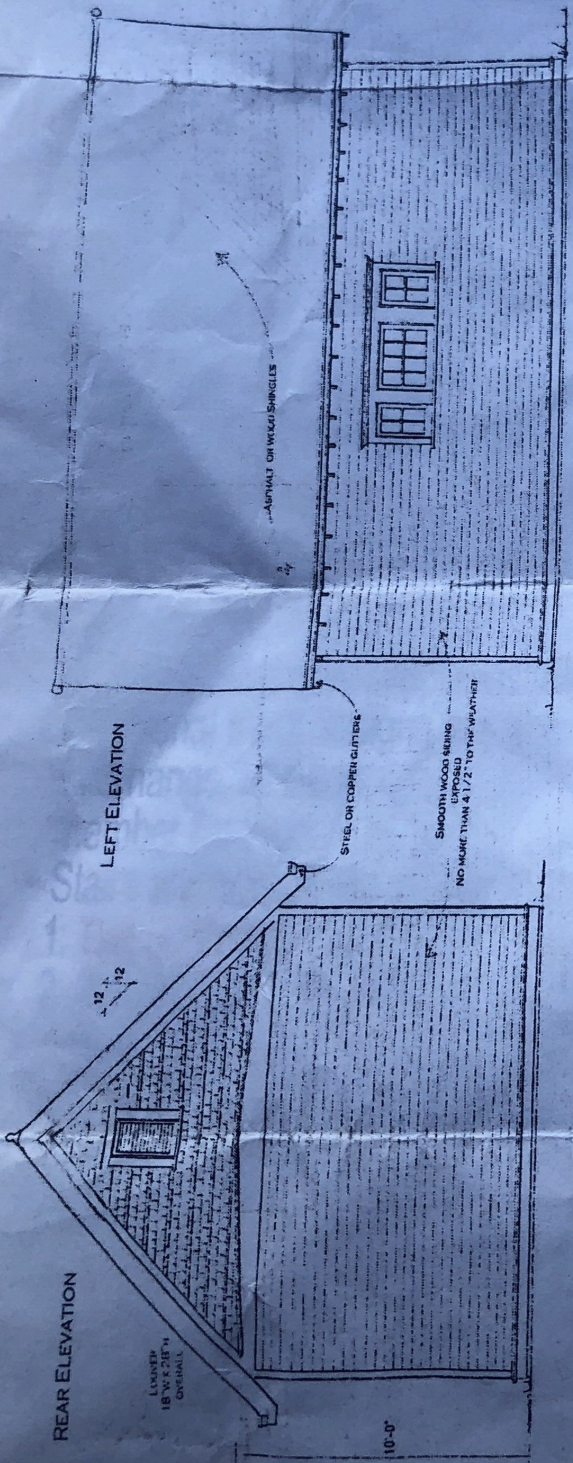 REAR ELEVATION
LOUVER
18"W X 28"H
OVERALL
10'-0"
12
12
LEFT ELEVATION
STEEL OR COPPER GUTTERS
SMOOTH WOOD SIDING
EXPOSED
NO MORE THAN 4 1/2" TO THE WEATHER
ASPHALT OR WOOD SHINGLES